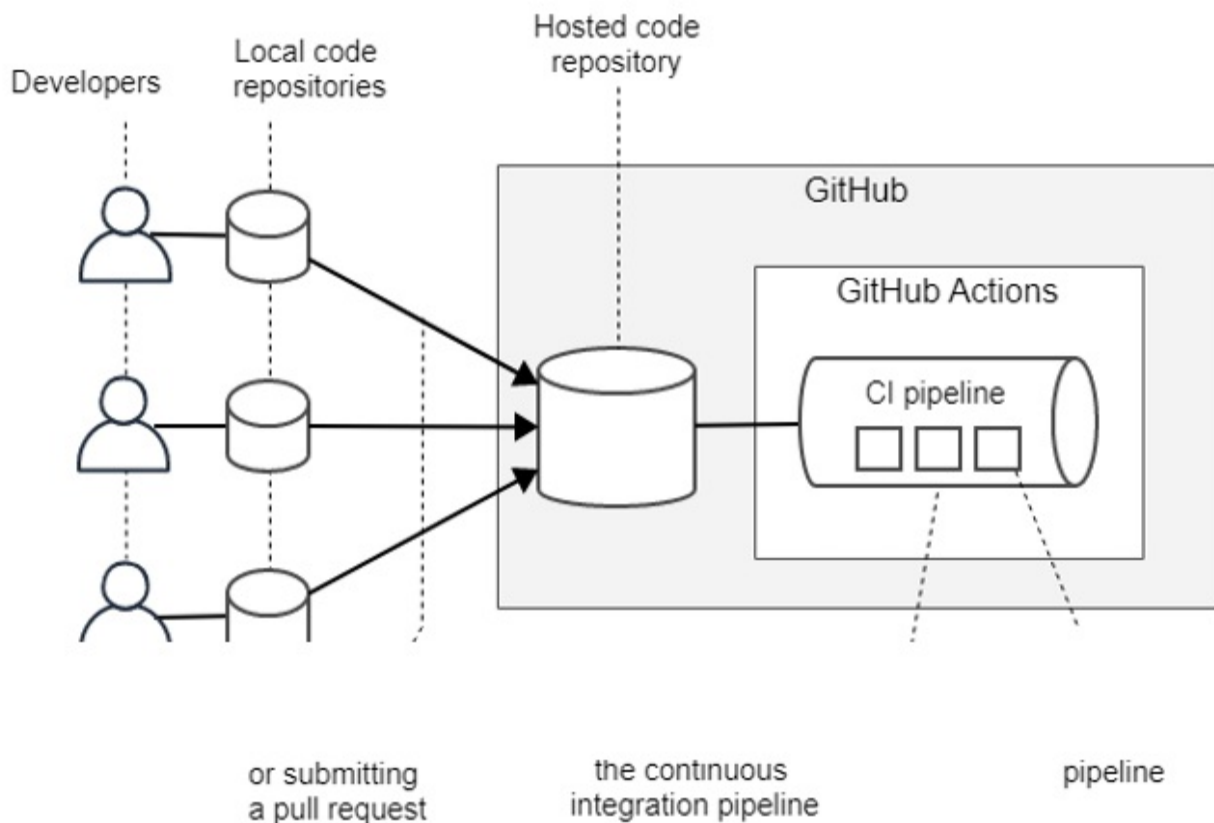 Developers
Local code
repositories
Hosted code
repository
GitHub
GitHub Actions
CI pipeline
or submitting
a pull request
the continuous
integration pipeline
pipeline